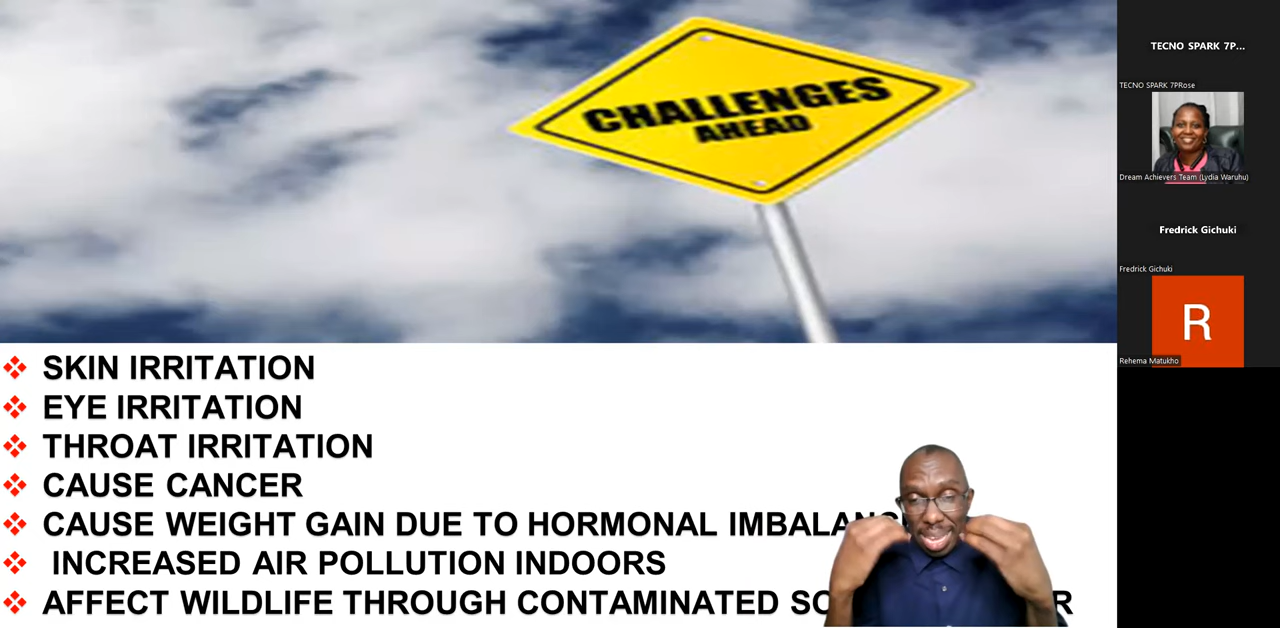 CHALLENGES
AHEAD
SKIN IRRITATION
EYE IRRITATION
THROAT IRRITATION
CAUSE CANCER
CAUSE WEIGHT GAIN DUE TO HORMONAL
INCREASED AIR POLLUTION INDOORS
AFFECT WILDLIFE THROUGH CONTAMINATED
TECNO SPARK 7P...
TECNO SPARK 7PRose
Dream Achievers Team (Lydia Waruhu)
Fredrick Gichuki
Fredrick Gichuki
R
Rehema Matukho